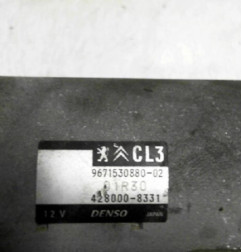 CL3
9671530880-02
01R30
428000-8331
12V DENSO JAPAN